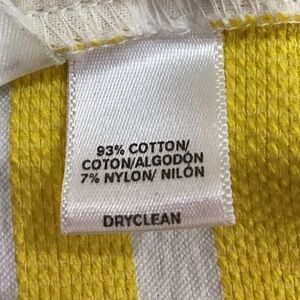 93% COTTON/
COTON/ALGODÓN
7% NYLON/ NILÓN
DRYCLEAN